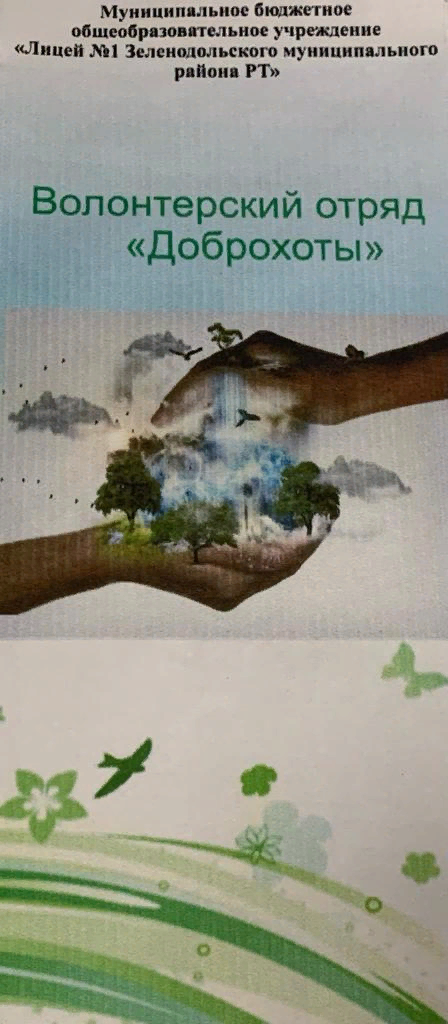 Муниципальное бюджетное
общеобразовательное учреждение
«Лицей №1 Зеленодольского муниципального
района РТ»
Волонтерский отряд
«Доброхоты»